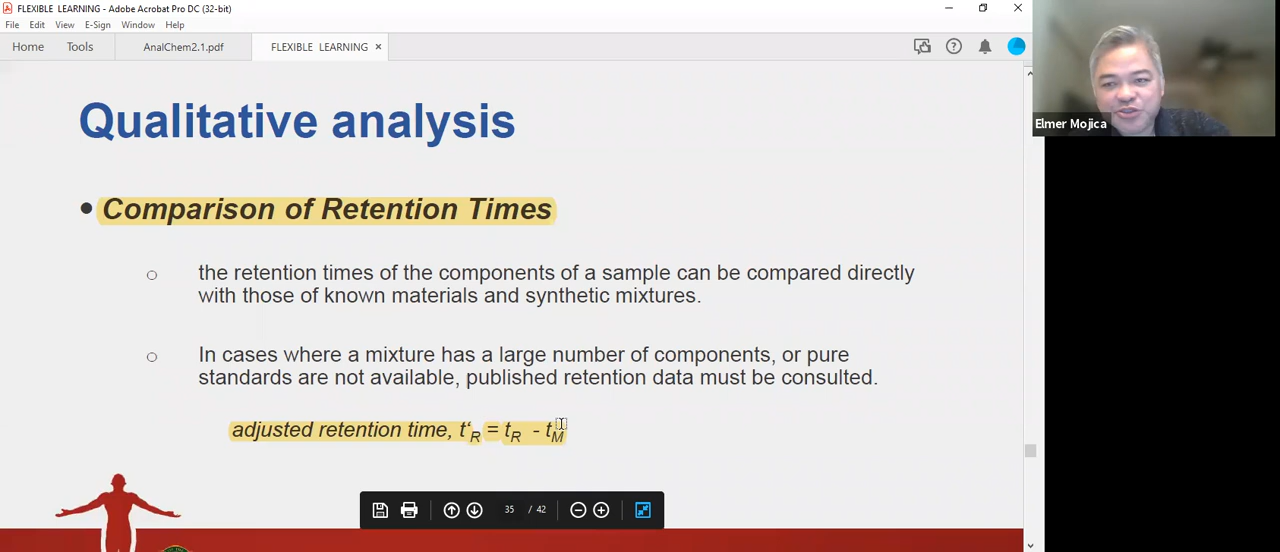 FLEXIBLE LEARNING - Adobe Acrobat Pro DC (32-bit)
File Edit View E-Sign Window Help
Home Tools AnalChem2.1.pdf FLEXIBLE LEARNING ×
Elmer Mojica
Qualitative analysis
• Comparison of Retention Times
○ the retention times of the components of a sample can be compared directly
with those of known materials and synthetic mixtures.
○ In cases where a mixture has a large number of components, or pure
standards are not available, published retention data must be consulted.
adjusted retention time, t‘R = tR - tM
35 / 42